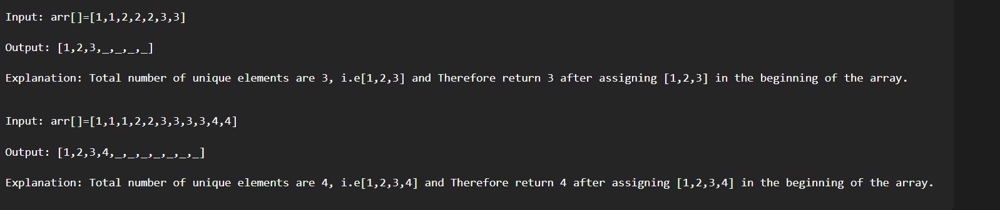 Input: arr[]=[1,1,2,2,2,3,3]
Output: [1,2,3,_,_,_,_]
Explanation: Total number of unique elements are 3, i.e[1,2,3] and Therefore return 3 after assigning [1,2,3] in the beginning of the array.
Input: arr[]=[1,1,1,2,2,3,3,3,3,4,4]
Output: [1,2,3,4,_,_,_,_,_,_,_]
Explanation: Total number of unique elements are 4, i.e[1,2,3,4] and Therefore return 4 after assigning [1,2,3,4] in the beginning of the array.